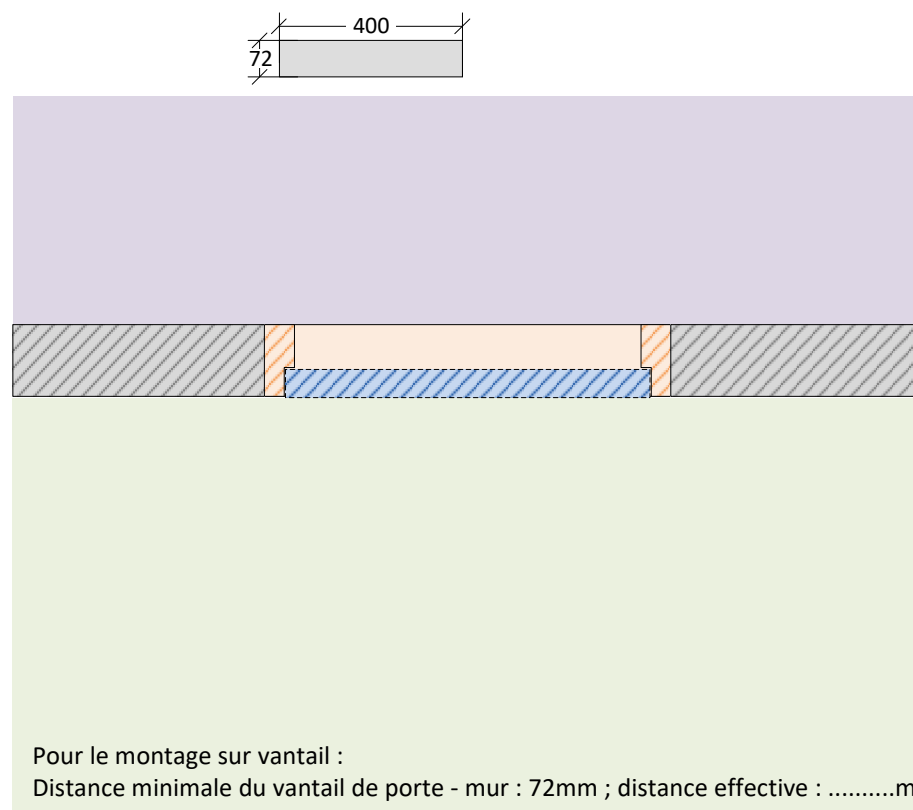 400
72
Pour le montage sur vantail :
Distance minimale du vantail de porte - mur : 72mm ; distance effective : ..........m